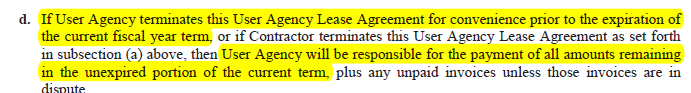 d. If User Agency terminates this User Agency Lease Agreement for convenience prior to the expiration of
the current fiscal year term, or if Contractor terminates this User Agency Lease Agreement as set forth
in subsection (a) above, then User Agency will be responsible for the payment of all amounts remaining
in the unexpired portion of the current term, plus any unpaid invoices unless those invoices are in
dispute